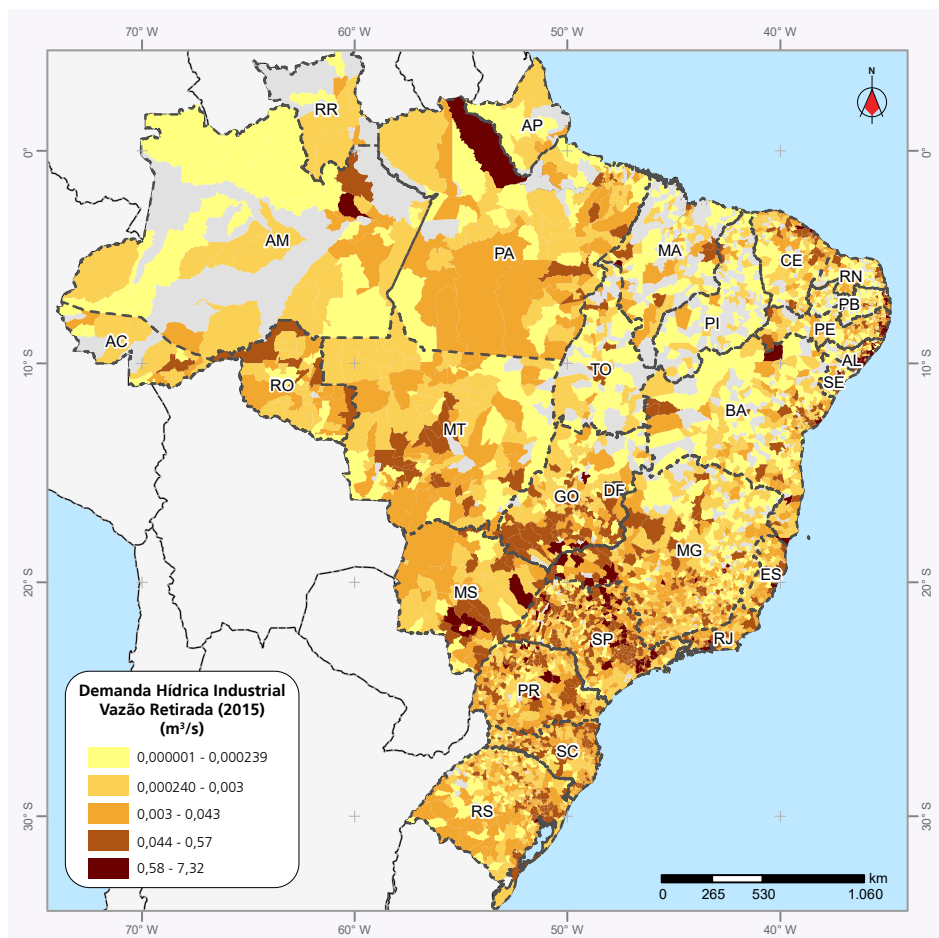 70° W 60° W 50° W 40° W
N
0° 0°
10° S 10° S
20° S 20° S
30° S 30° S
RR
AP
AM
PA
MA
CE
RN
PB
PI
PE
AC
AL
TO
SE
RO
BA
MT
GO
DF
MG
MS
ES
SP
RJ
PR
SC
RS
Demanda Hídrica Industrial
Vazão Retirada (2015)
(m³/s)
0,000001 - 0,000239
0,000240 - 0,003
0,003 - 0,043
0,044 - 0,57
0,58 - 7,32
km
0 265 530 1.060
70° W 60° W 50° W 40° W